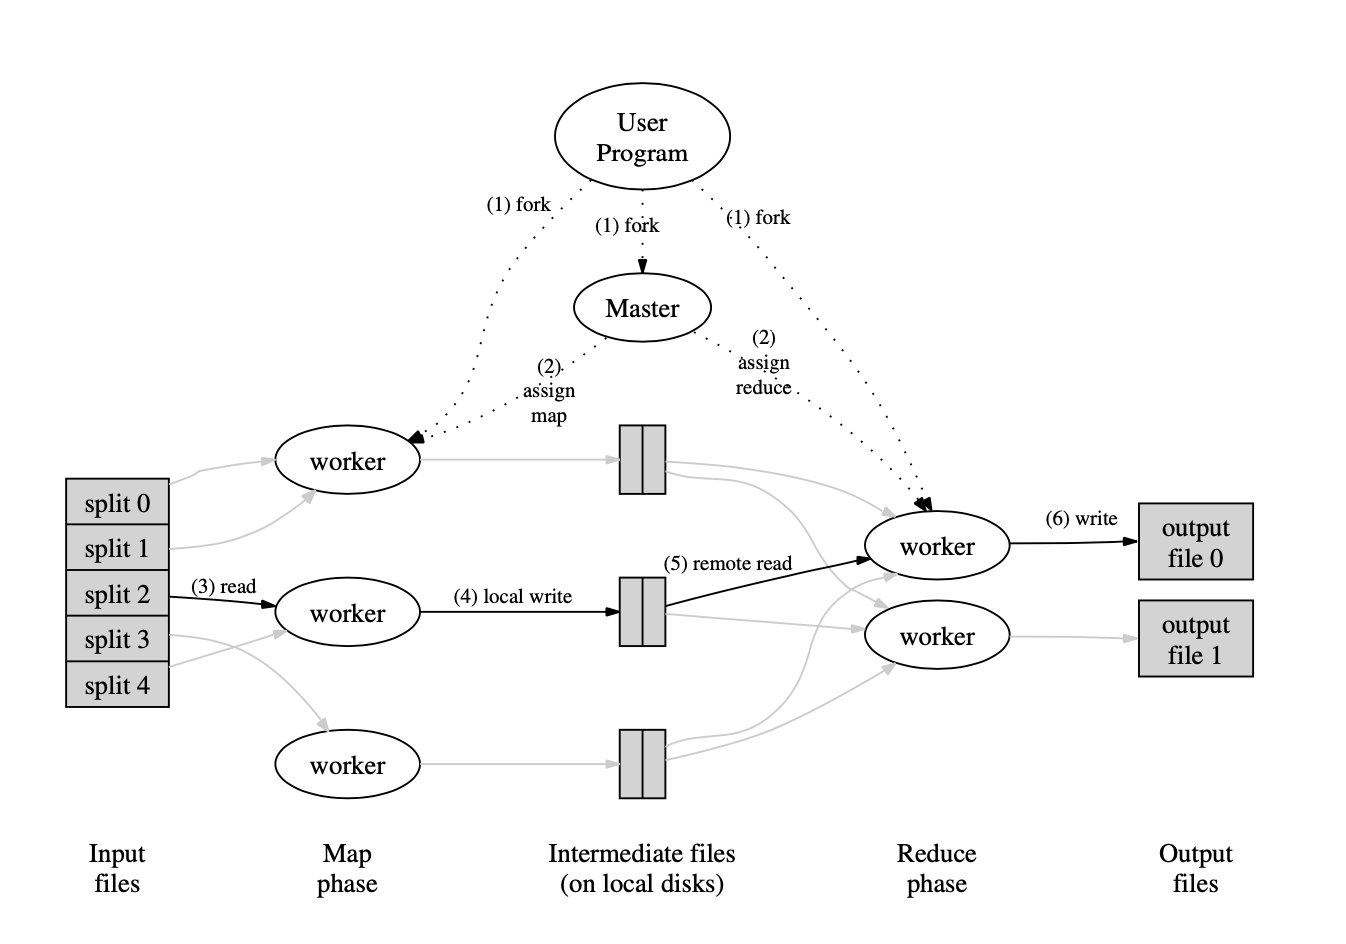 User
Program
(1) fork
(1) fork
(1) fork
Master
(2)
assign
map
(2)
assign
reduce
worker
split 0
split 1
split 2
split 3
split 4
(3) read
worker
(4) local write
worker
(5) remote read
worker
worker
(6) write
output
file 0
output
file 1
Input
files
Map
phase
Intermediate files
(on local disks)
Reduce
phase
Output
files